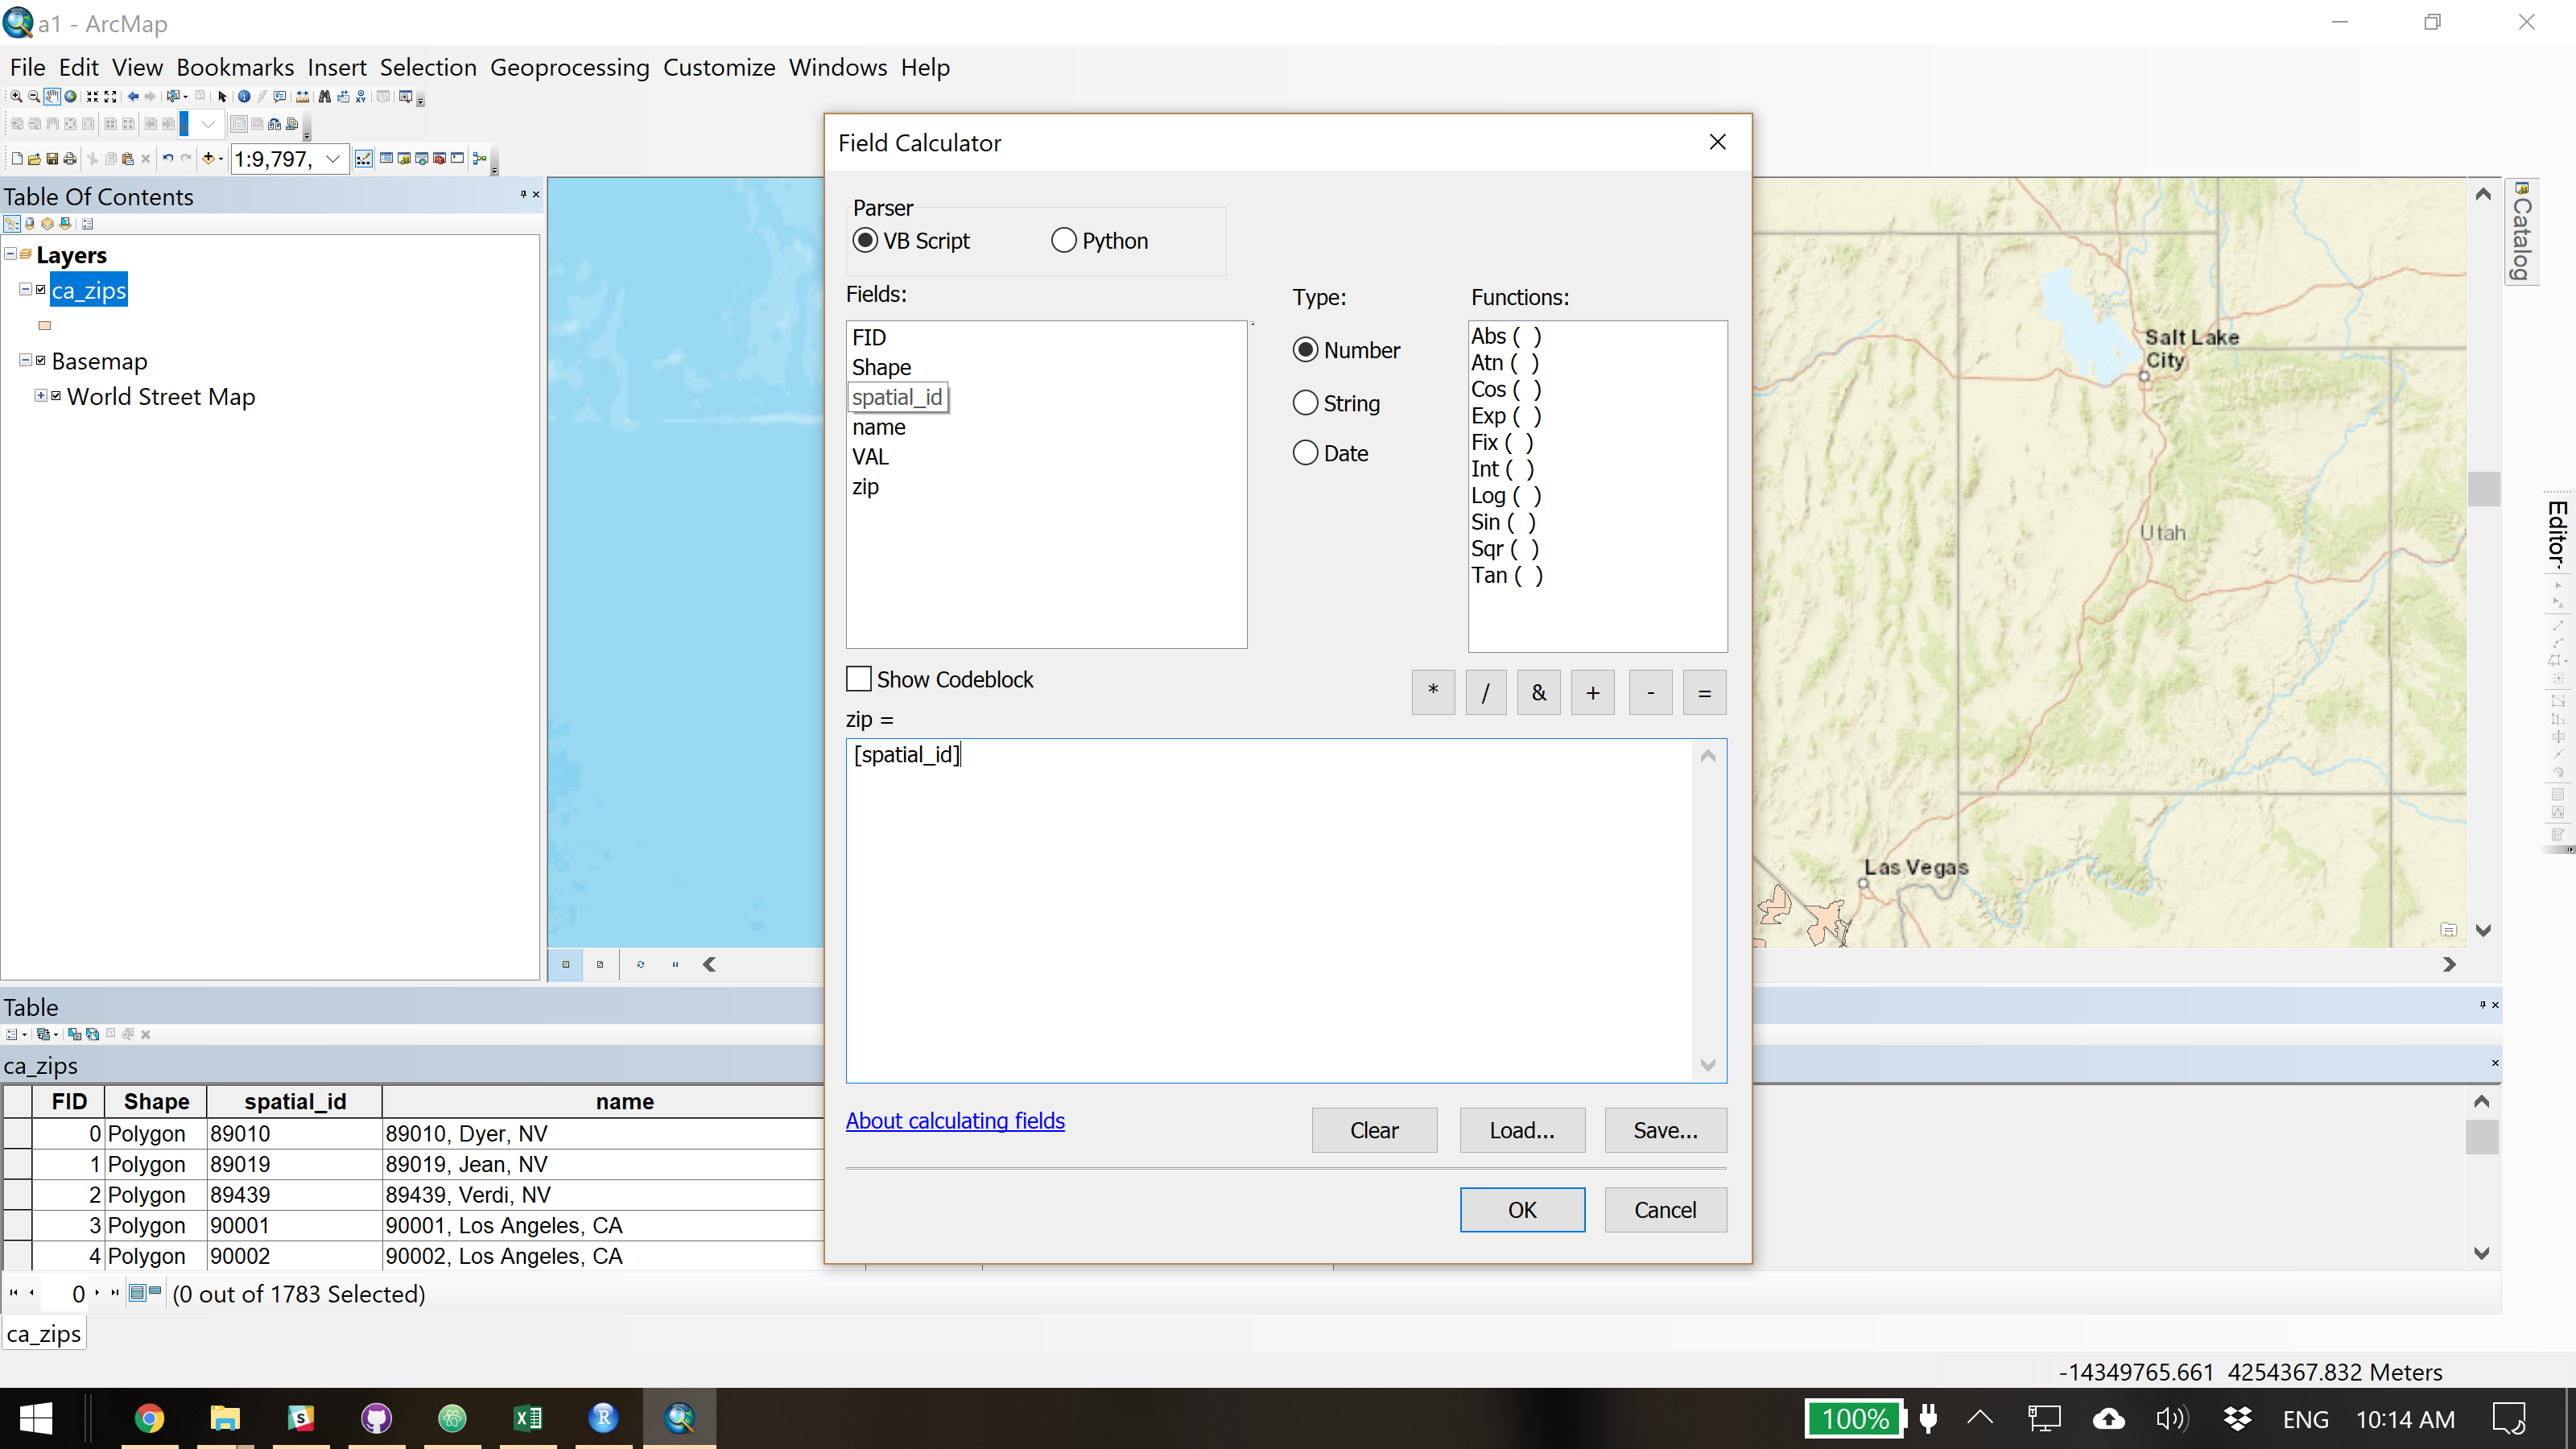 a1 - ArcMap
File Edit View Bookmarks Insert Selection Geoprocessing Customize Windows Help
1:9,797,
Table Of Contents
Layers
ca_zips
Basemap
World Street Map
Field Calculator
Parser
VB Script Python
Fields:
FID
Shape
spatial_id
name
VAL
zip
Type:
Number
String
Date
Functions:
Abs ( )
Atn ( )
Cos ( )
Exp ( )
Fix ( )
Int ( )
Log ( )
Sin ( )
Sqr ( )
Tan ( )
Show Codeblock
* / & + - =
zip =
[spatial_id]
About calculating fields
Clear Load... Save...
OK Cancel
Salt Lake
City
Utah
Las Vegas
Catalog
Editor
Table
ca_zips
FID Shape spatial_id name
0 Polygon 89010 89010, Dyer, NV
1 Polygon 89019 89019, Jean, NV
2 Polygon 89439 89439, Verdi, NV
3 Polygon 90001 90001, Los Angeles, CA
4 Polygon 90002 90002, Los Angeles, CA
0 (0 out of 1783 Selected)
ca_zips
-14349765.661 4254367.832 Meters
100% ENG 10:14 AM